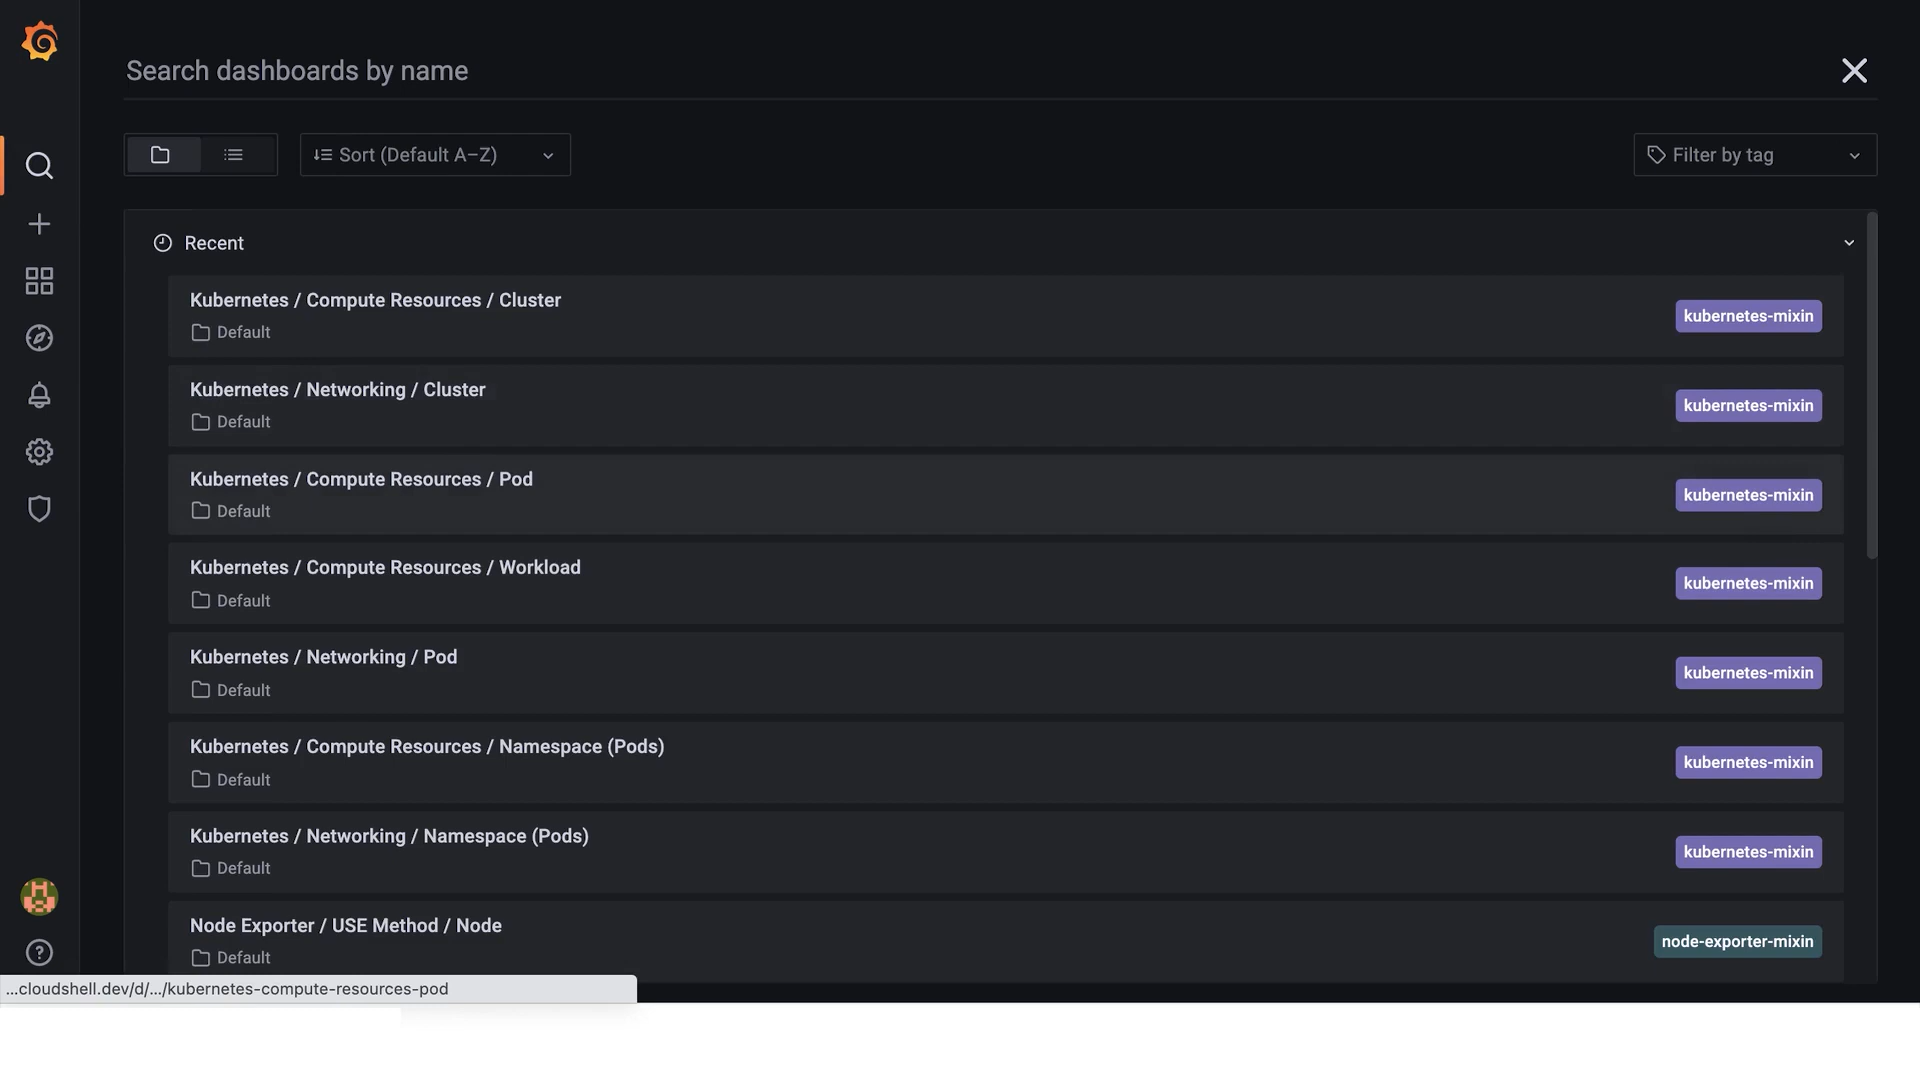 Search dashboards by name
Sort (Default A–Z)
Filter by tag
Recent
Kubernetes / Compute Resources / Cluster
Default
kubernetes-mixin
Kubernetes / Networking / Cluster
Default
kubernetes-mixin
Kubernetes / Compute Resources / Pod
Default
kubernetes-mixin
Kubernetes / Compute Resources / Workload
Default
kubernetes-mixin
Kubernetes / Networking / Pod
Default
kubernetes-mixin
Kubernetes / Compute Resources / Namespace (Pods)
Default
kubernetes-mixin
Kubernetes / Networking / Namespace (Pods)
Default
kubernetes-mixin
Node Exporter / USE Method / Node
Default
node-exporter-mixin
...cloudshell.dev/d/.../kubernetes-compute-resources-pod